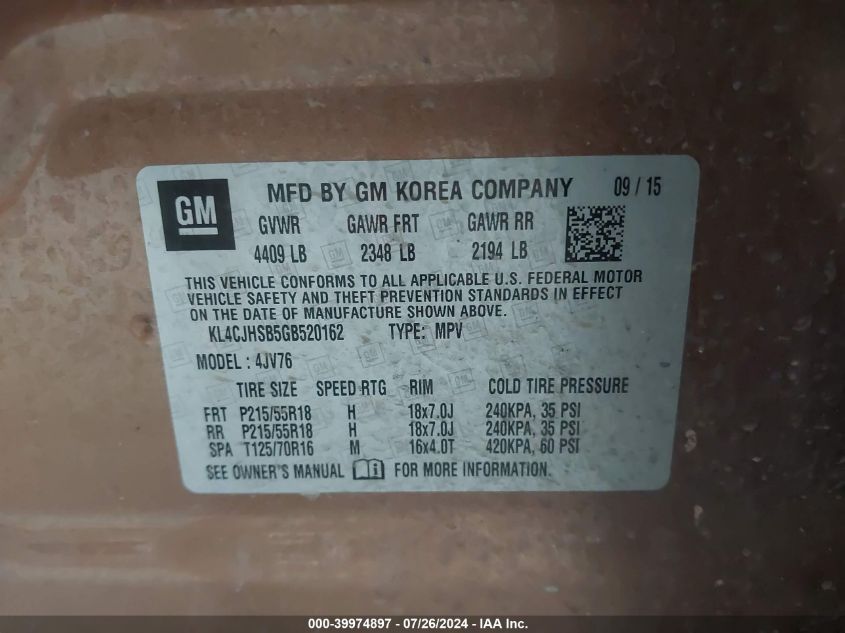 GM MFD BY GM KOREA COMPANY 09 / 15
GVWR GAWR FRT GAWR RR
4409 LB 2348 LB 2194 LB
THIS VEHICLE CONFORMS TO ALL APPLICABLE U.S. FEDERAL MOTOR
VEHICLE SAFETY AND THEFT PREVENTION STANDARDS IN EFFECT
ON THE DATE OF MANUFACTURE SHOWN ABOVE.
KL4CJHSB5GB520162 TYPE: MPV
MODEL : 4JV76
TIRE SIZE SPEED RTG RIM COLD TIRE PRESSURE
FRT P215/55R18 H 18x7.0J 240KPA, 35 PSI
RR P215/55R18 H 18x7.0J 240KPA, 35 PSI
SPA T125/70R16 M 16x4.0T 420KPA, 60 PSI
SEE OWNER'S MANUAL FOR MORE INFORMATION.
000-39974897 / 07/26/2024 - IAA Inc.